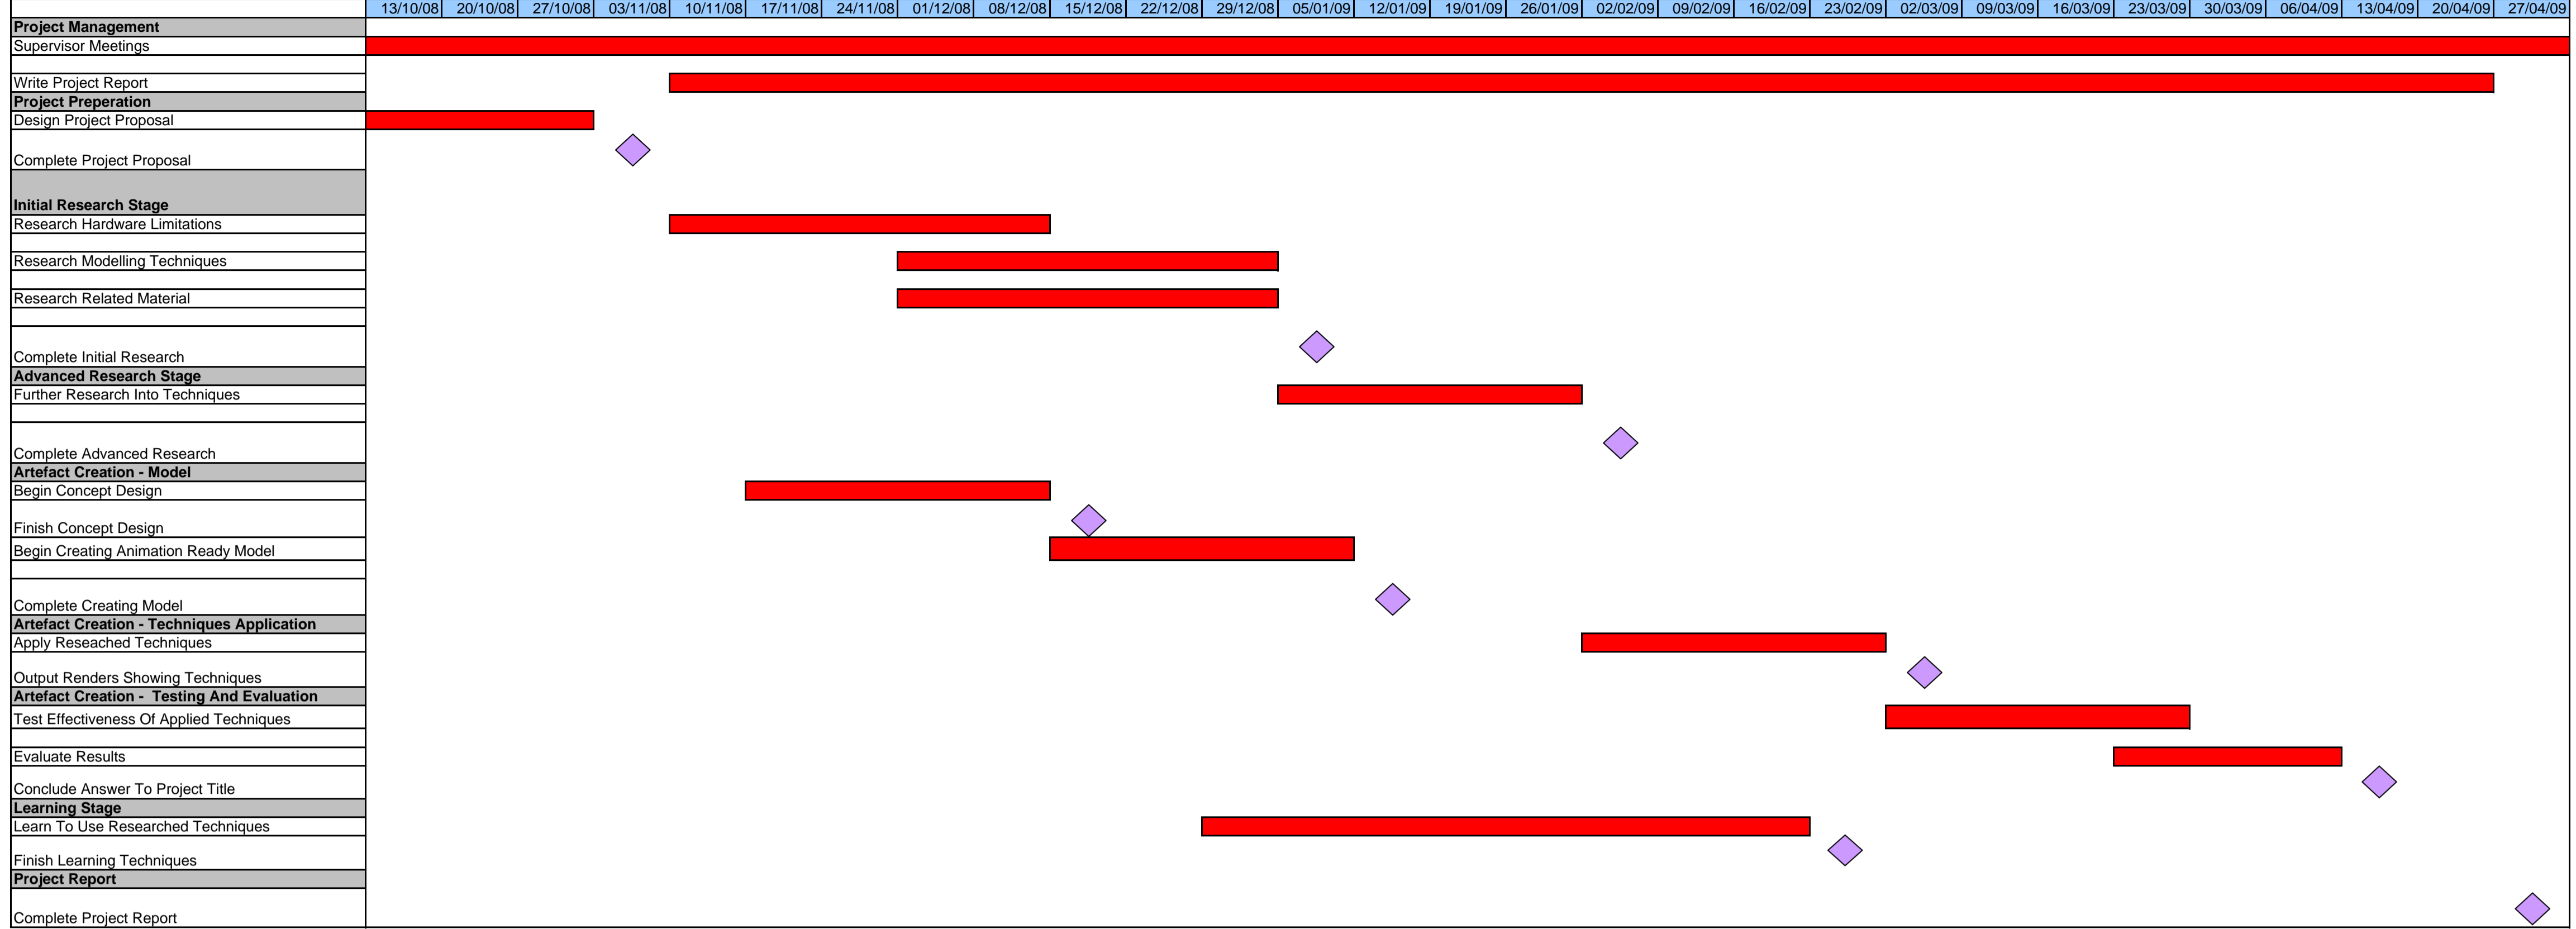 13/10/08 20/10/08 27/10/08 03/11/08 10/11/08 17/11/08 24/11/08 01/12/08 08/12/08 15/12/08 22/12/08 29/12/08 05/01/09 12/01/09 19/01/09 26/01/09 02/02/09 09/02/09 16/02/09 23/02/09 02/03/09 09/03/09 16/03/09 23/03/09 30/03/09 06/04/09 13/04/09 20/04/09 27/04/09
Project Management
Supervisor Meetings
Write Project Report
Project Preperation
Design Project Proposal
Complete Project Proposal
Initial Research Stage
Research Hardware Limitations
Research Modelling Techniques
Research Related Material
Complete Initial Research
Advanced Research Stage
Further Research Into Techniques
Complete Advanced Research
Artefact Creation - Model
Begin Concept Design
Finish Concept Design
Begin Creating Animation Ready Model
Complete Creating Model
Artefact Creation - Techniques Application
Apply Reseached Techniques
Output Renders Showing Techniques
Artefact Creation -  Testing And Evaluation
Test Effectiveness Of Applied Techniques
Evaluate Results
Conclude Answer To Project Title
Learning Stage
Learn To Use Researched Techniques
Finish Learning Techniques
Project Report
Complete Project Report